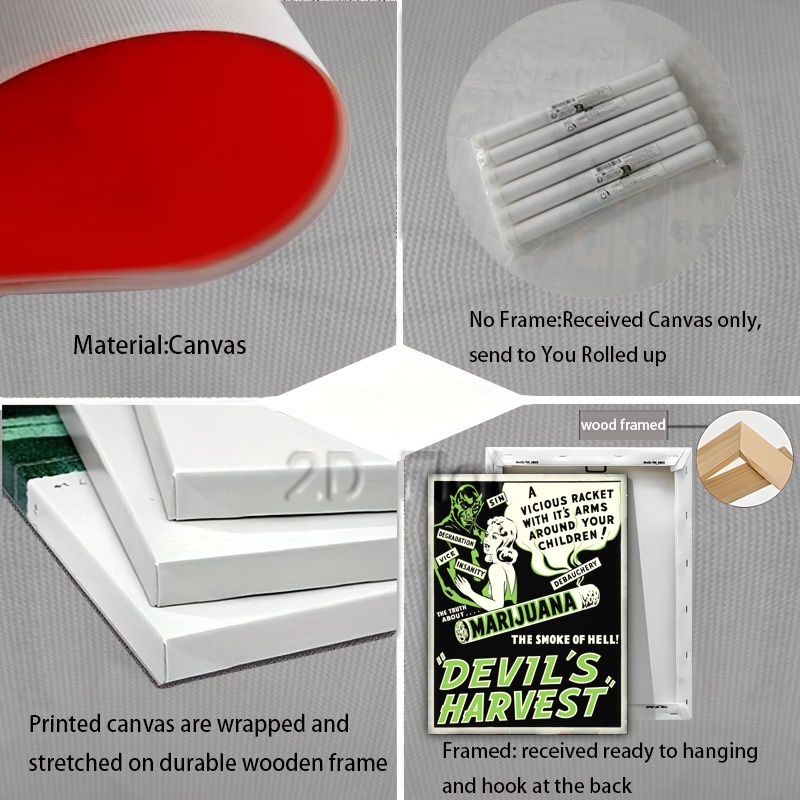 Material:Canvas
No Frame:Received Canvas only,
send to You Rolled up
2D
Printed canvas are wrapped and
stretched on durable wooden frame
wood framed
SIN
A
VICIOUS RACKET
WITH IT'S ARMS
AROUND YOUR
CHILDREN!
DEGRADATION
VICE
INSANITY
DEBAUCHERY
THE TRUTH
ABOUT....
MARIJUANA
THE SMOKE OF HELL!
"DEVIL'S
HARVEST"
Framed: received ready to hanging
and hook at the back